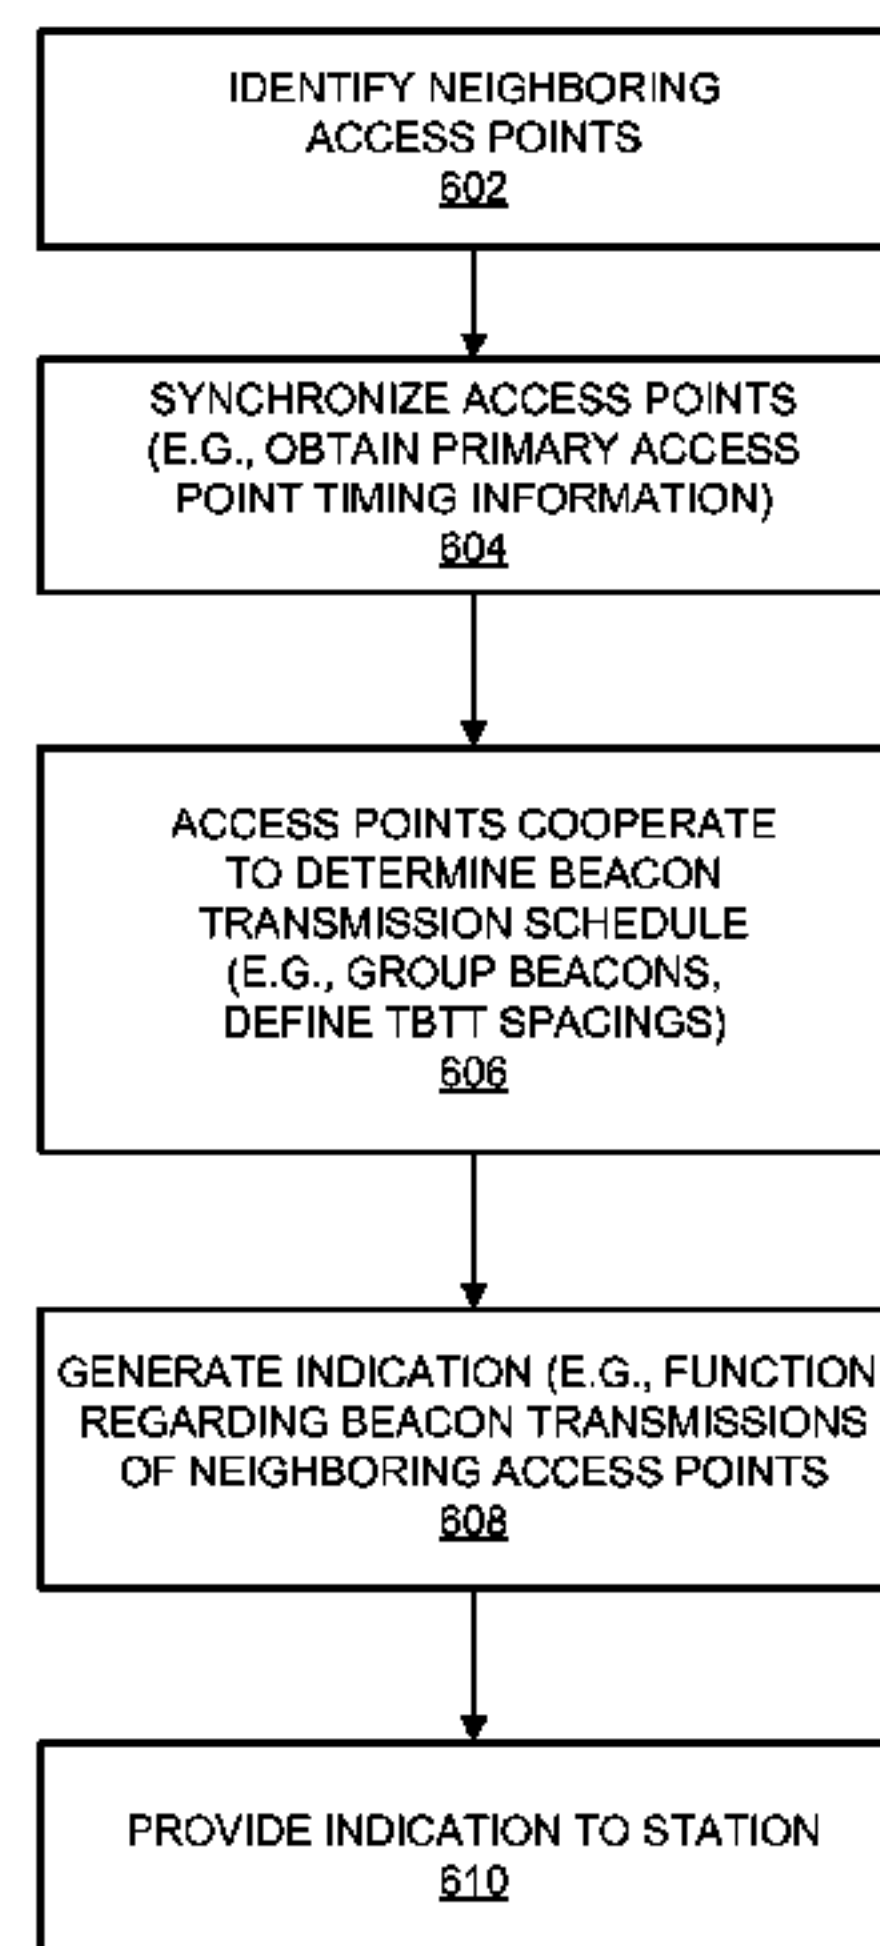 IDENTIFY NEIGHBORING
ACCESS POINTS
602
SYNCHRONIZE ACCESS POINTS
(E.G., OBTAIN PRIMARY ACCESS
POINT TIMING INFORMATION)
604
ACCESS POINTS COOPERATE
TO DETERMINE BEACON
TRANSMISSION SCHEDULE
(E.G., GROUP BEACONS,
DEFINE TBTT SPACINGS)
606
GENERATE INDICATION (E.G., FUNCTION
REGARDING BEACON TRANSMISSIONS
OF NEIGHBORING ACCESS POINTS
608
PROVIDE INDICATION TO STATION
610